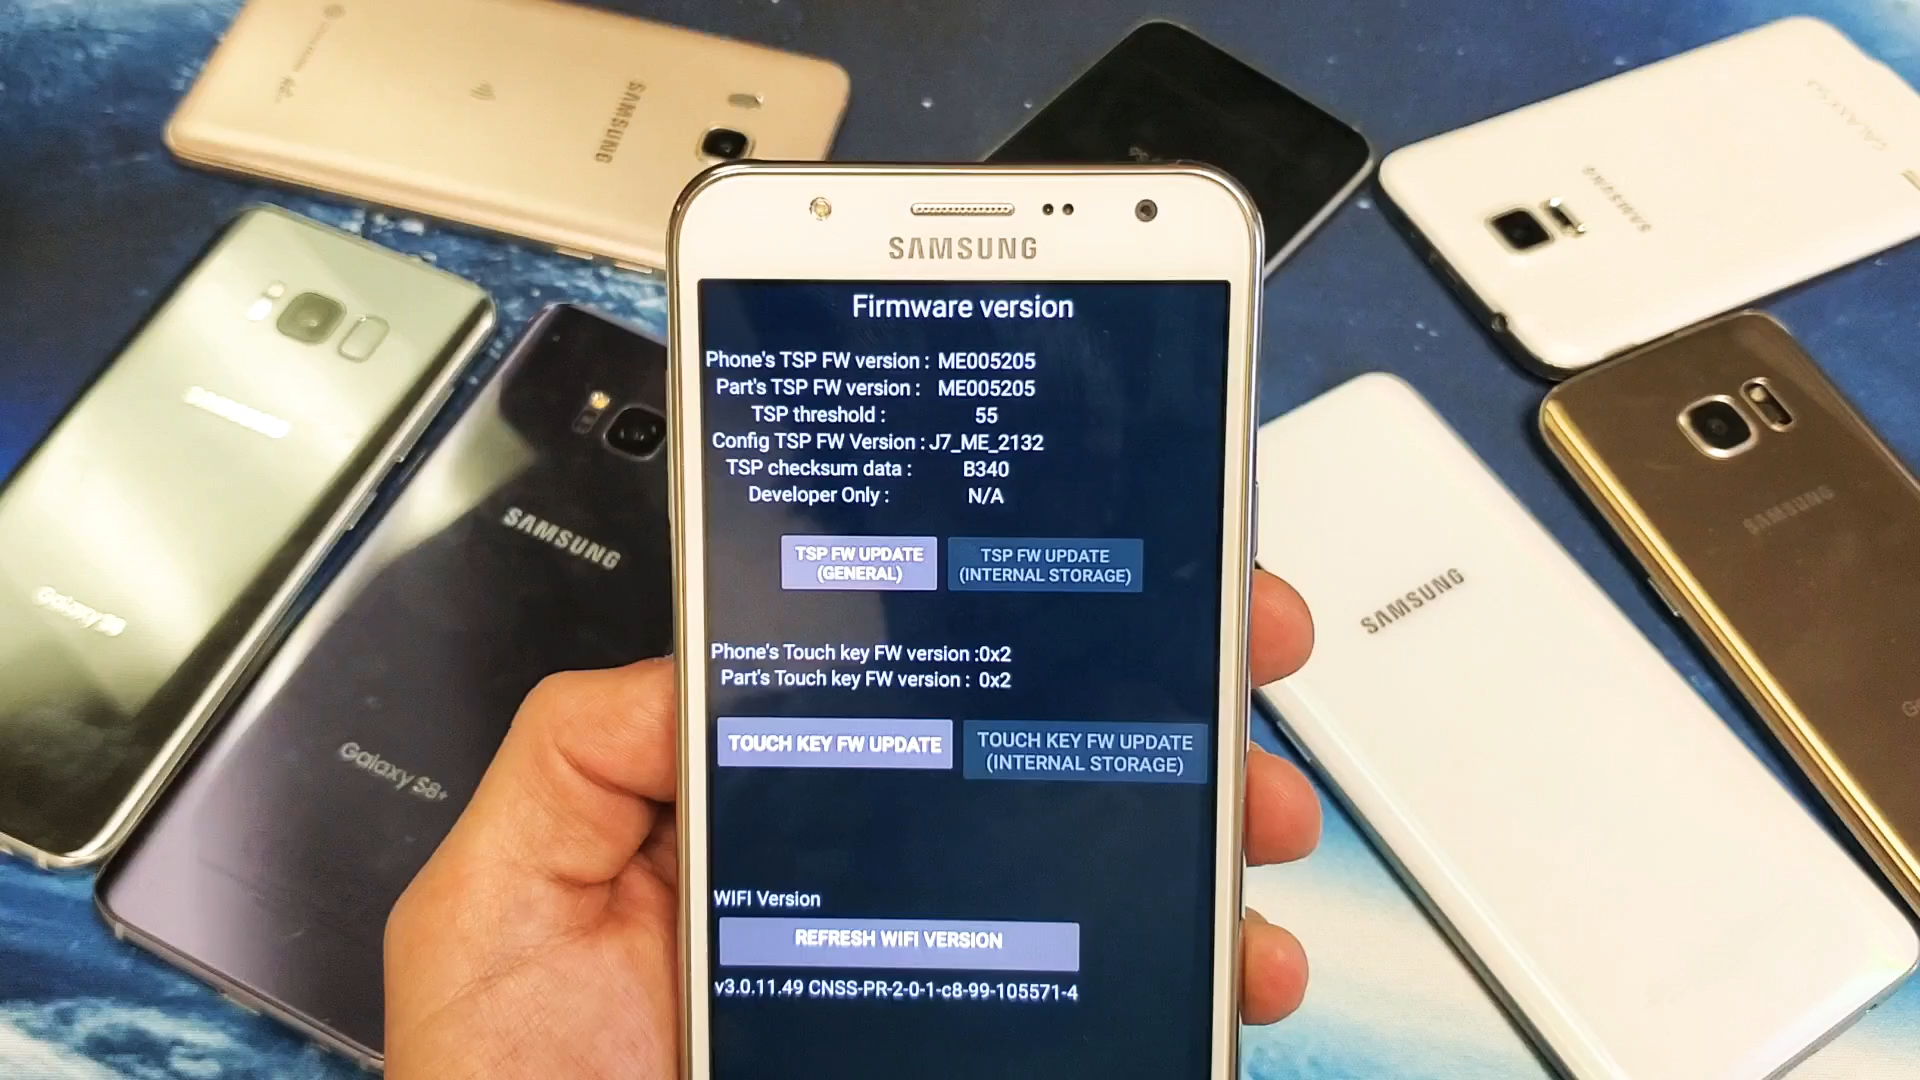 SAMSUNG
SAMSUNG
SAMSUNG
Galaxy S8
SAMSUNG
Galaxy S8+
SAMSUNG
Firmware version
Phone's TSP FW version : ME005205
Part's TSP FW version : ME005205
TSP threshold : 55
Config TSP FW Version : J7_ME_2132
TSP checksum data : B340
Developer Only : N/A
TSP FW UPDATE
(GENERAL)
TSP FW UPDATE
(INTERNAL STORAGE)
Phone's Touch key FW version :0x2
Part's Touch key FW version : 0x2
TOUCH KEY FW UPDATE
TOUCH KEY FW UPDATE
(INTERNAL STORAGE)
WIFI Version
REFRESH WIFI VERSION
v3.0.11.49 CNSS-PR-2-0-1-c8-99-105571-4
SAMSUNG
SAMSUNG